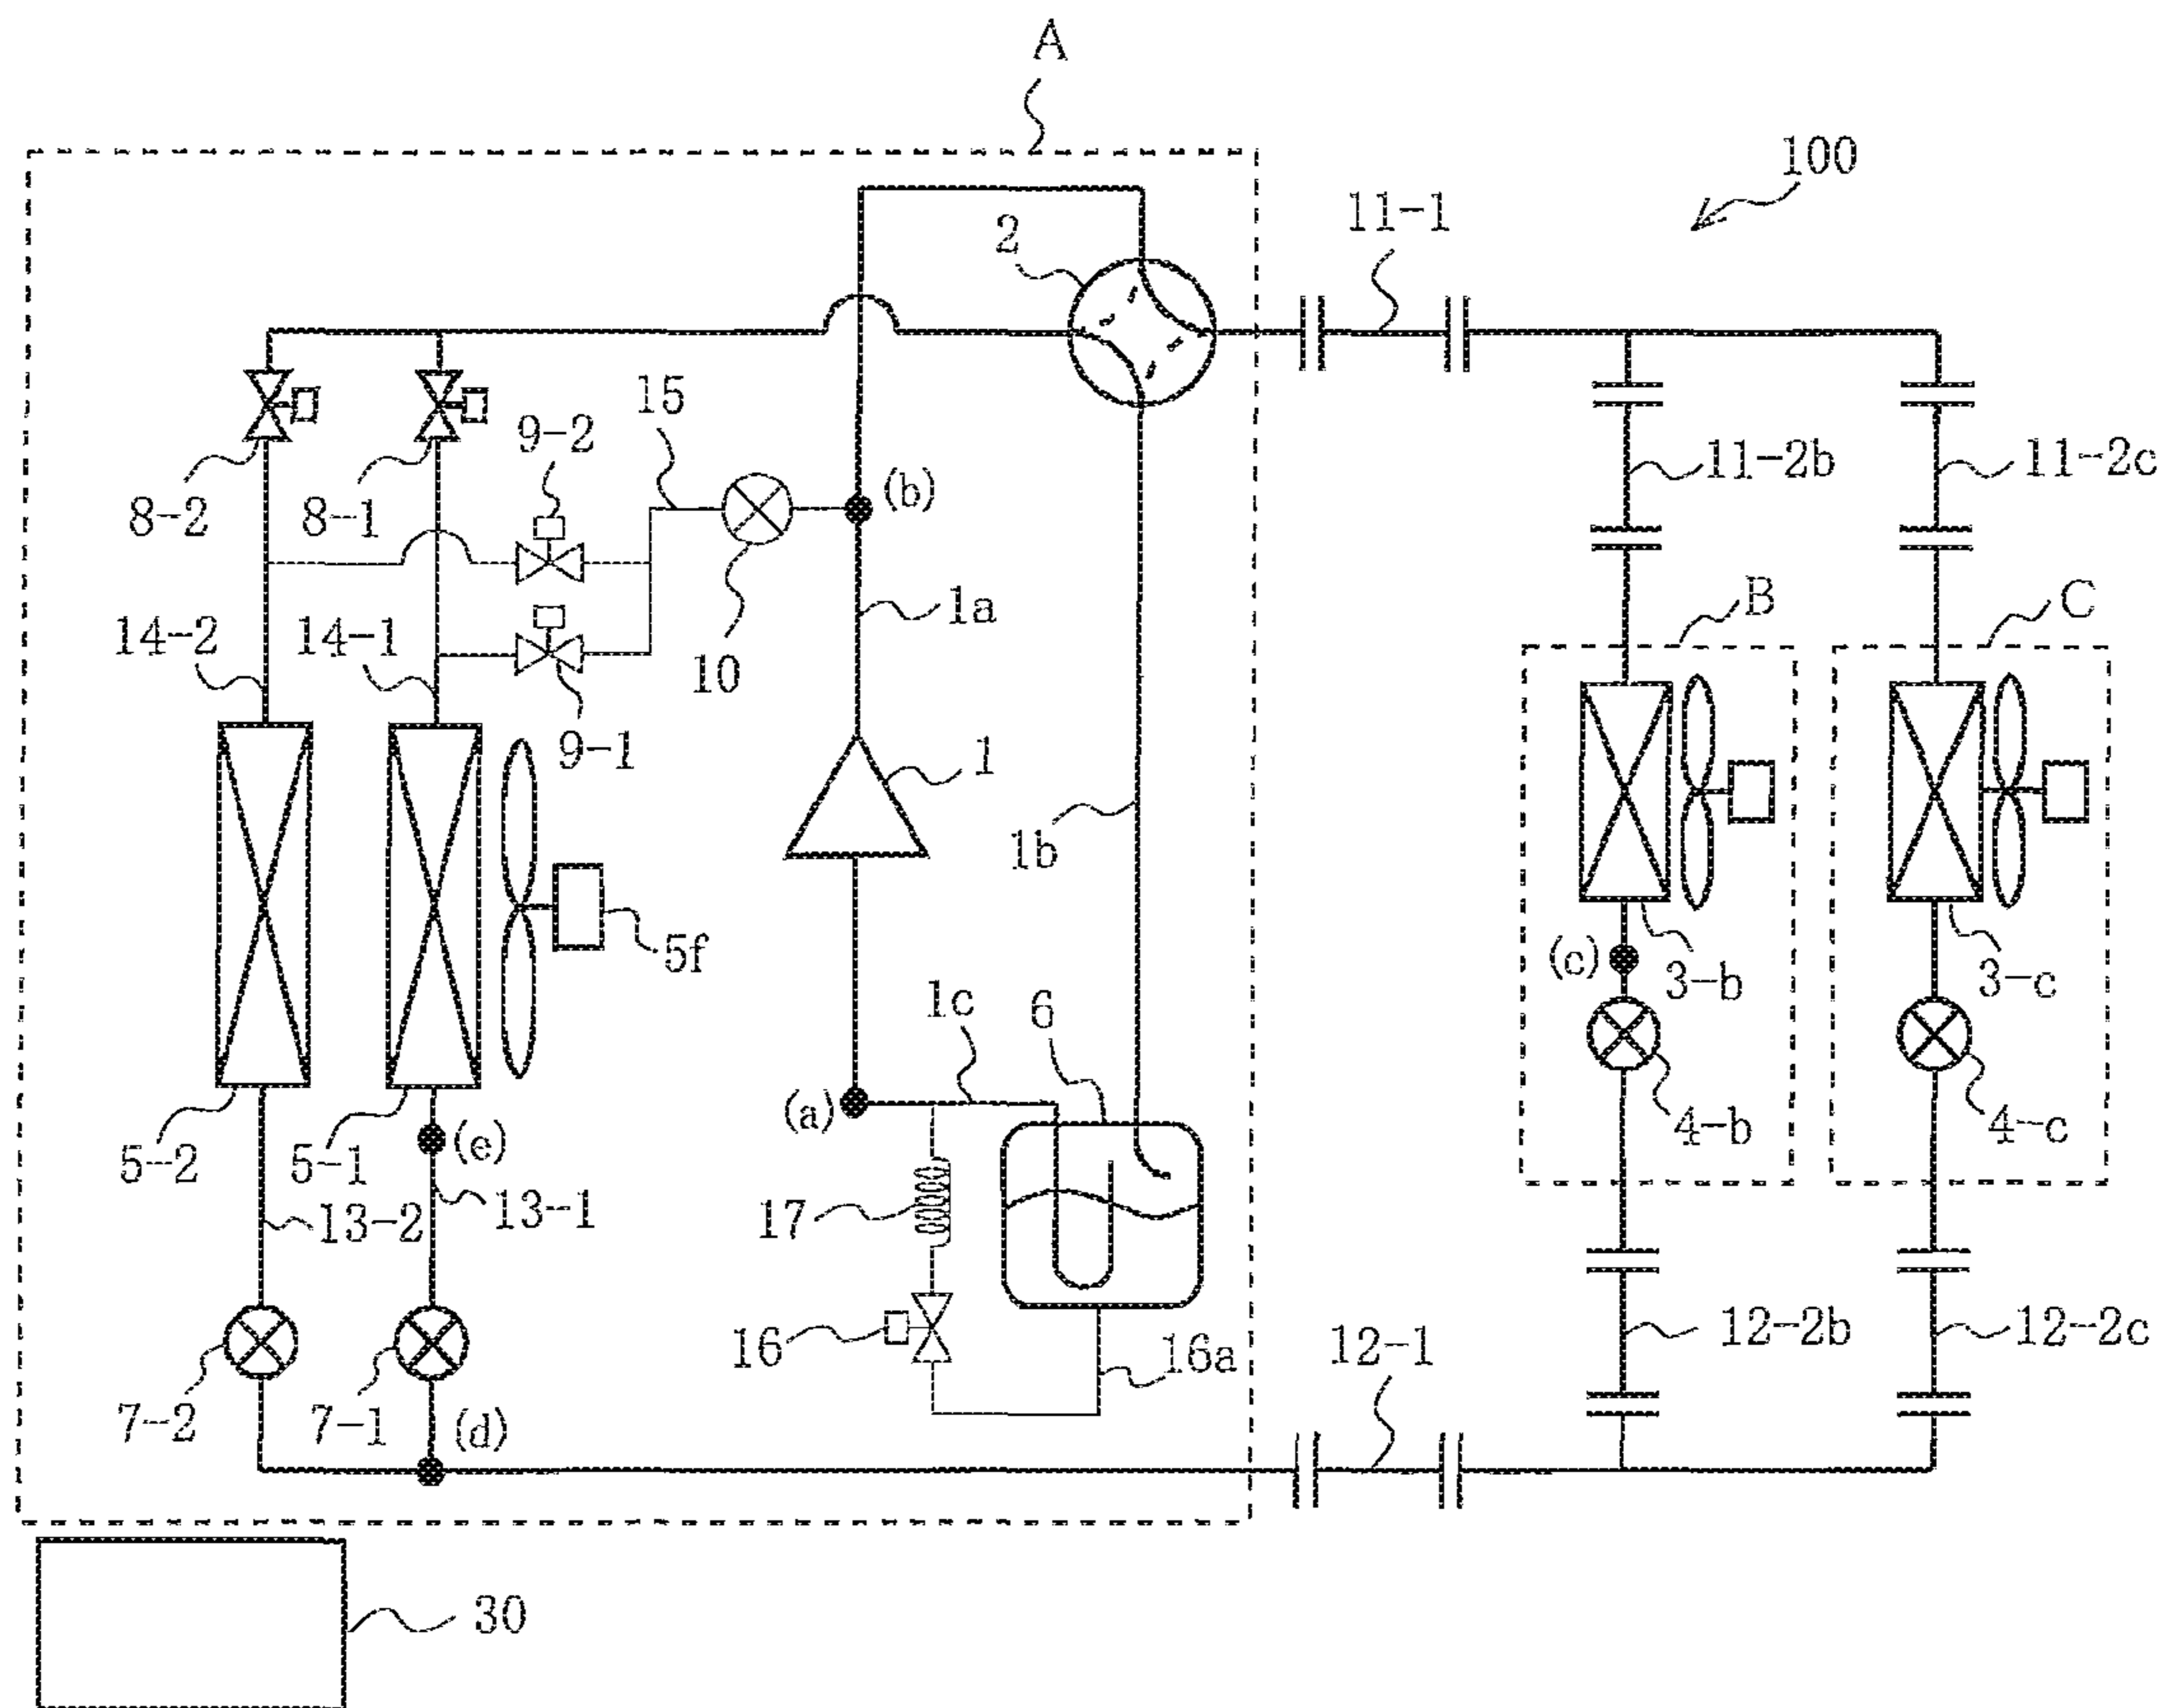 A
100
2
11-1
15
9-2
(b)
11-2b
11-2c
8-2
8-1
1a
B
C
14-2
14-1
10
9-1
1
1b
5f
(c)
3-b
3-c
1c
6
(a)
(e)
4-b
4-c
5-2
5-1
13-2
13-1
17
16
16a
12-1
12-2b
12-2c
7-2
7-1
(d)
30